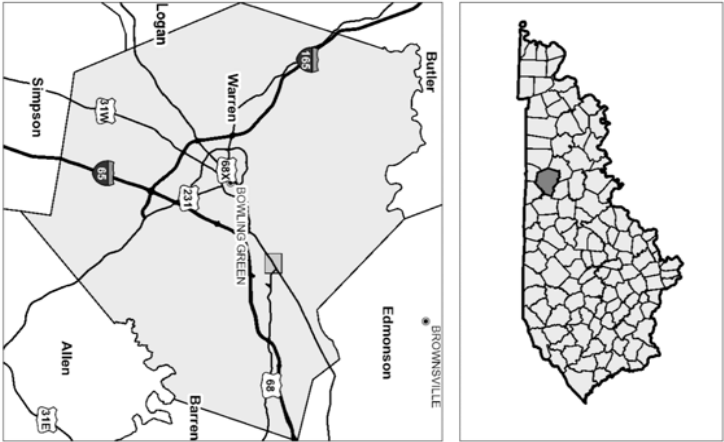 Logan
165
Butler
Simpson
31W
Warren
65
68X
231
BOWLING GREEN
Edmonson
BROWNSVILLE
Allen
68
Barren
31E